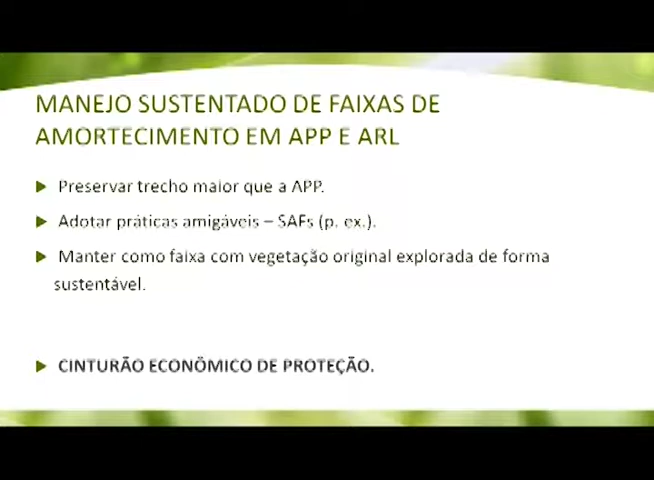 MANEJO SUSTENTADO DE FAIXAS DE
AMORTECIMENTO EM APP E ARL
Preservar trecho maior que a APP.
Adotar práticas amigáveis – SAFs (p. ex.).
Manter como faixa com vegetação original explorada de forma
sustentável.
CINTURÃO ECONÔMICO DE PROTEÇÃO.